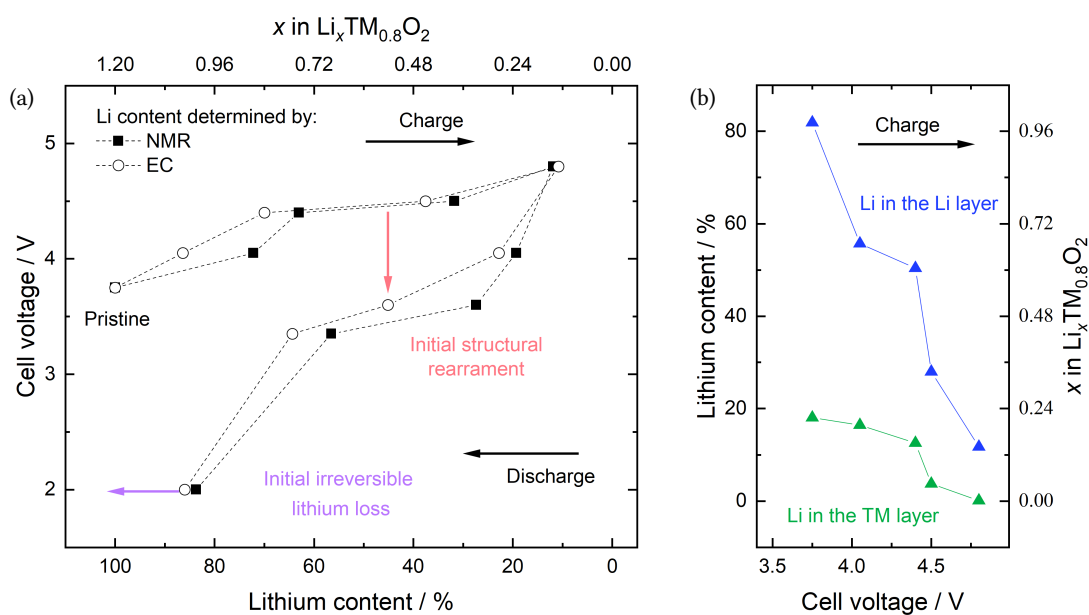 x in LixTM0.8O2
1.20 0.96 0.72 0.48 0.24 0.00
(a)
Li content determined by:
NMR
EC
Charge
5
4
3
2
Cell voltage / V
Pristine
Initial structural
rearrament
Initial irreversible
lithium loss
Discharge
100 80 60 40 20 0
Lithium content / %
(b)
Charge
80
60
40
20
0
Lithium content / %
Li in the Li layer
Li in the TM layer
0.96
0.72
0.48
0.24
0.00
x in LixTM0.8O2
3.5 4.0 4.5
Cell voltage / V